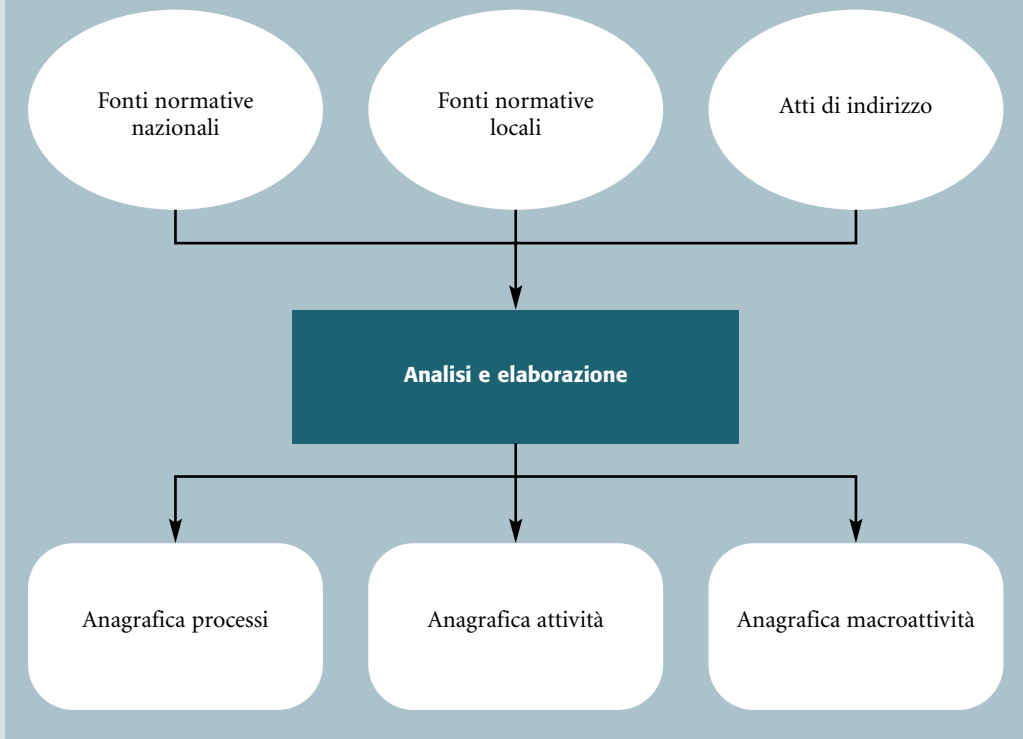 Fonti normative
nazionali
Fonti normative
locali
Atti di indirizzo
Analisi e elaborazione
Anagrafica processi
Anagrafica attività
Anagrafica macroattività